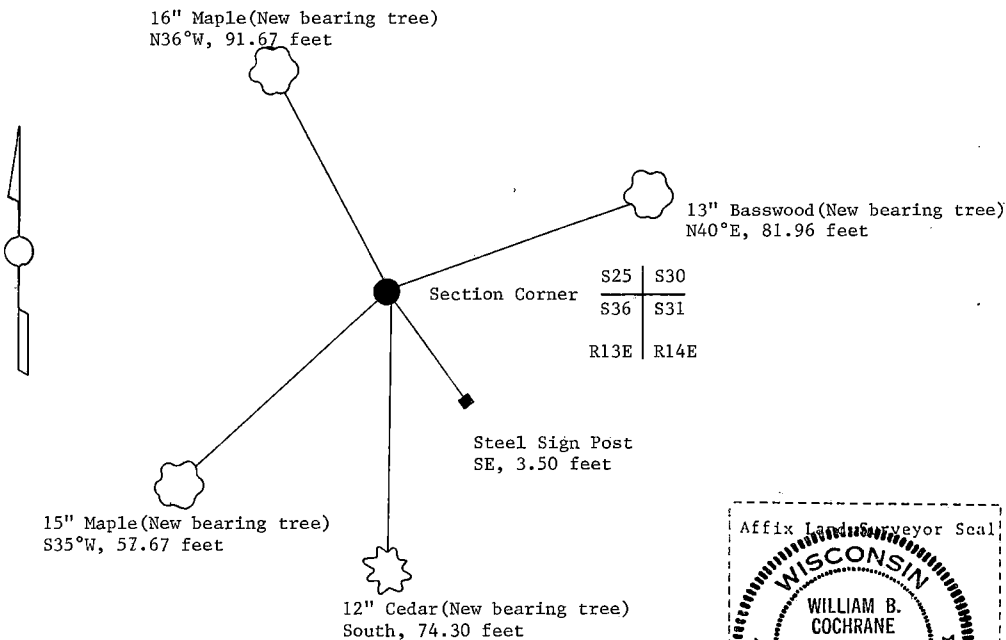 16" Maple(New bearing tree)
N36°W, 91.67 feet
13" Basswood(New bearing tree)
N40°E, 81.96 feet
Section Corner
S25 S30
S36 S31
R13E R14E
Steel Sign Post
SE, 3.50 feet
15" Maple(New bearing tree)
S35°W, 57.67 feet
12" Cedar(New bearing tree)
South, 74.30 feet
Affix Land Surveyor Seal
WISCONSIN
WILLIAM B.
COCHRANE